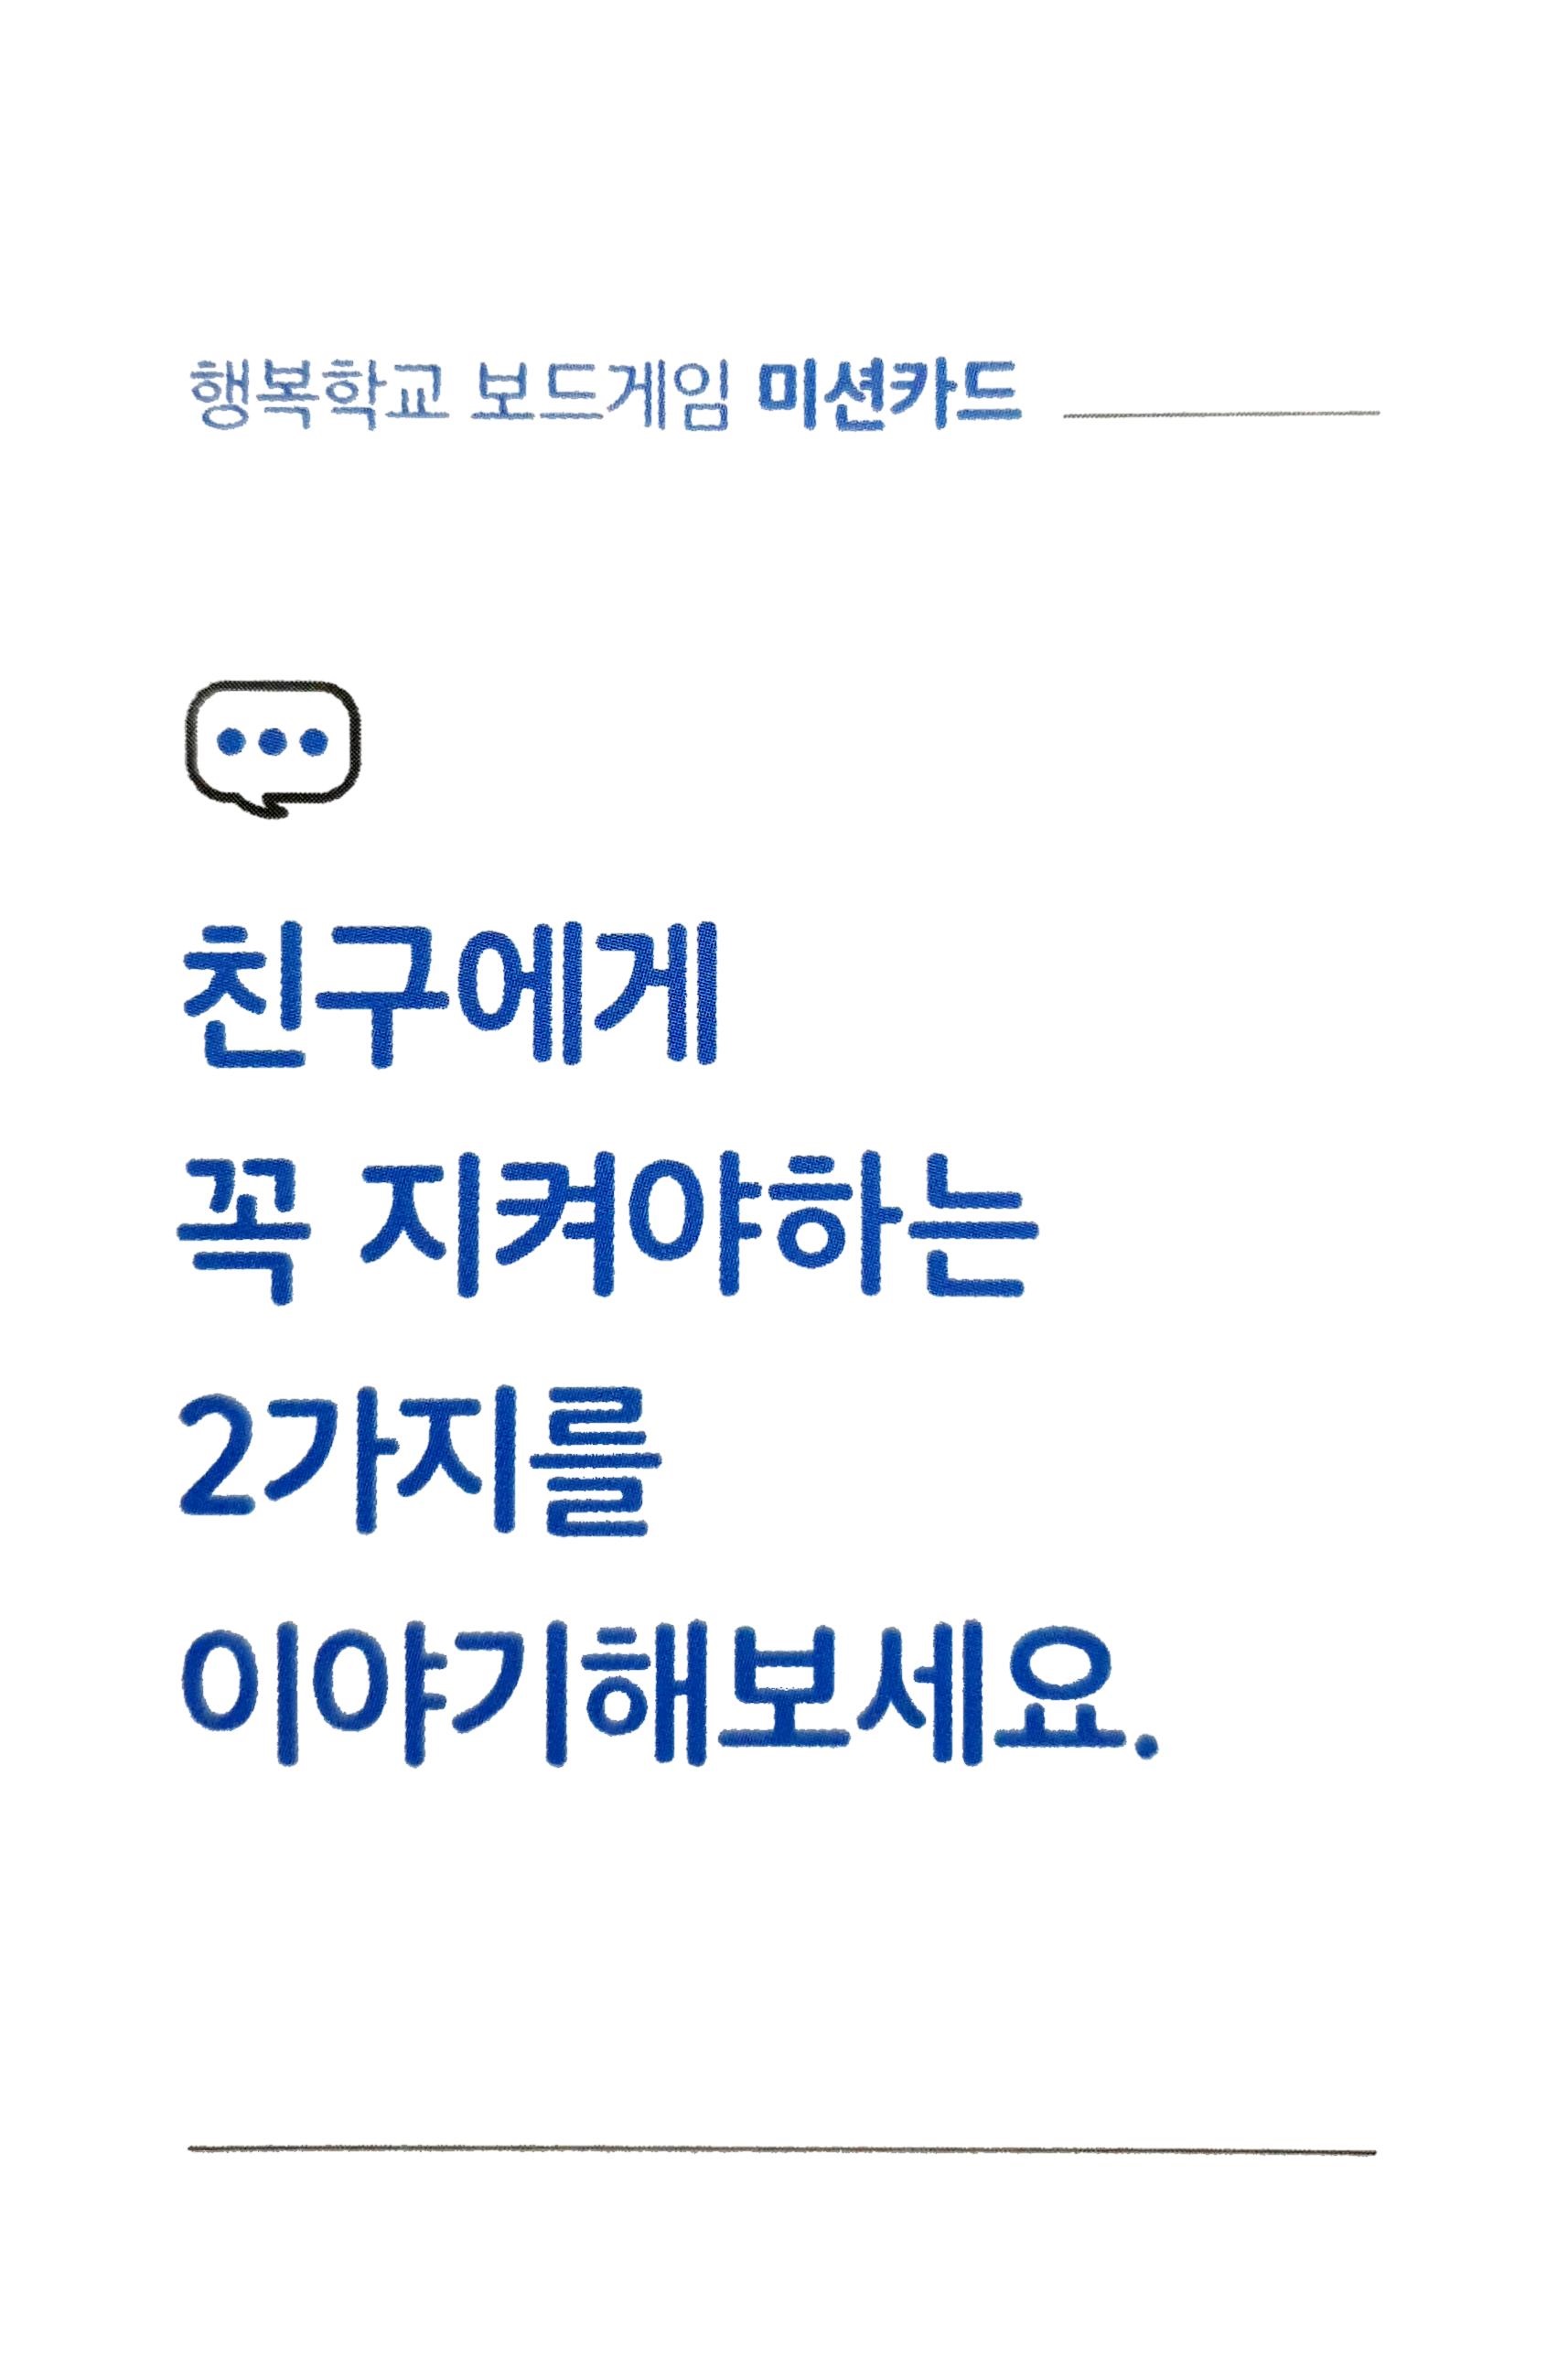 행복학교 보드게임 미션카드
친구에게
꼭 지켜야하는
2가지를
이야기해보세요.